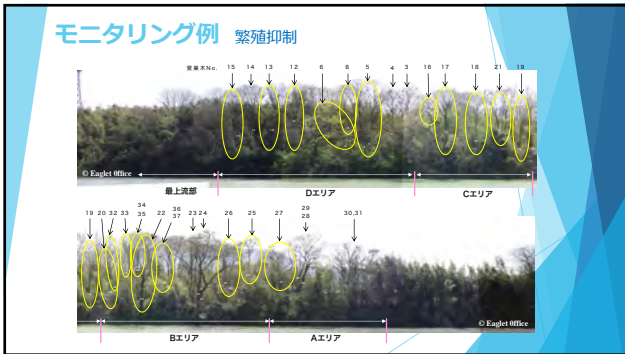 モニタリング例 繁殖抑制
営巣木No. 15 14 13 12 6 8 5 4 3 16 17 18 21 19
© Eaglet Office
最上流部 Dエリア Cエリア
34 36 29
19 20 32 33 35 22 37 23 24 26 25 27 28 30,31
© Eaglet Office
Bエリア Aエリア